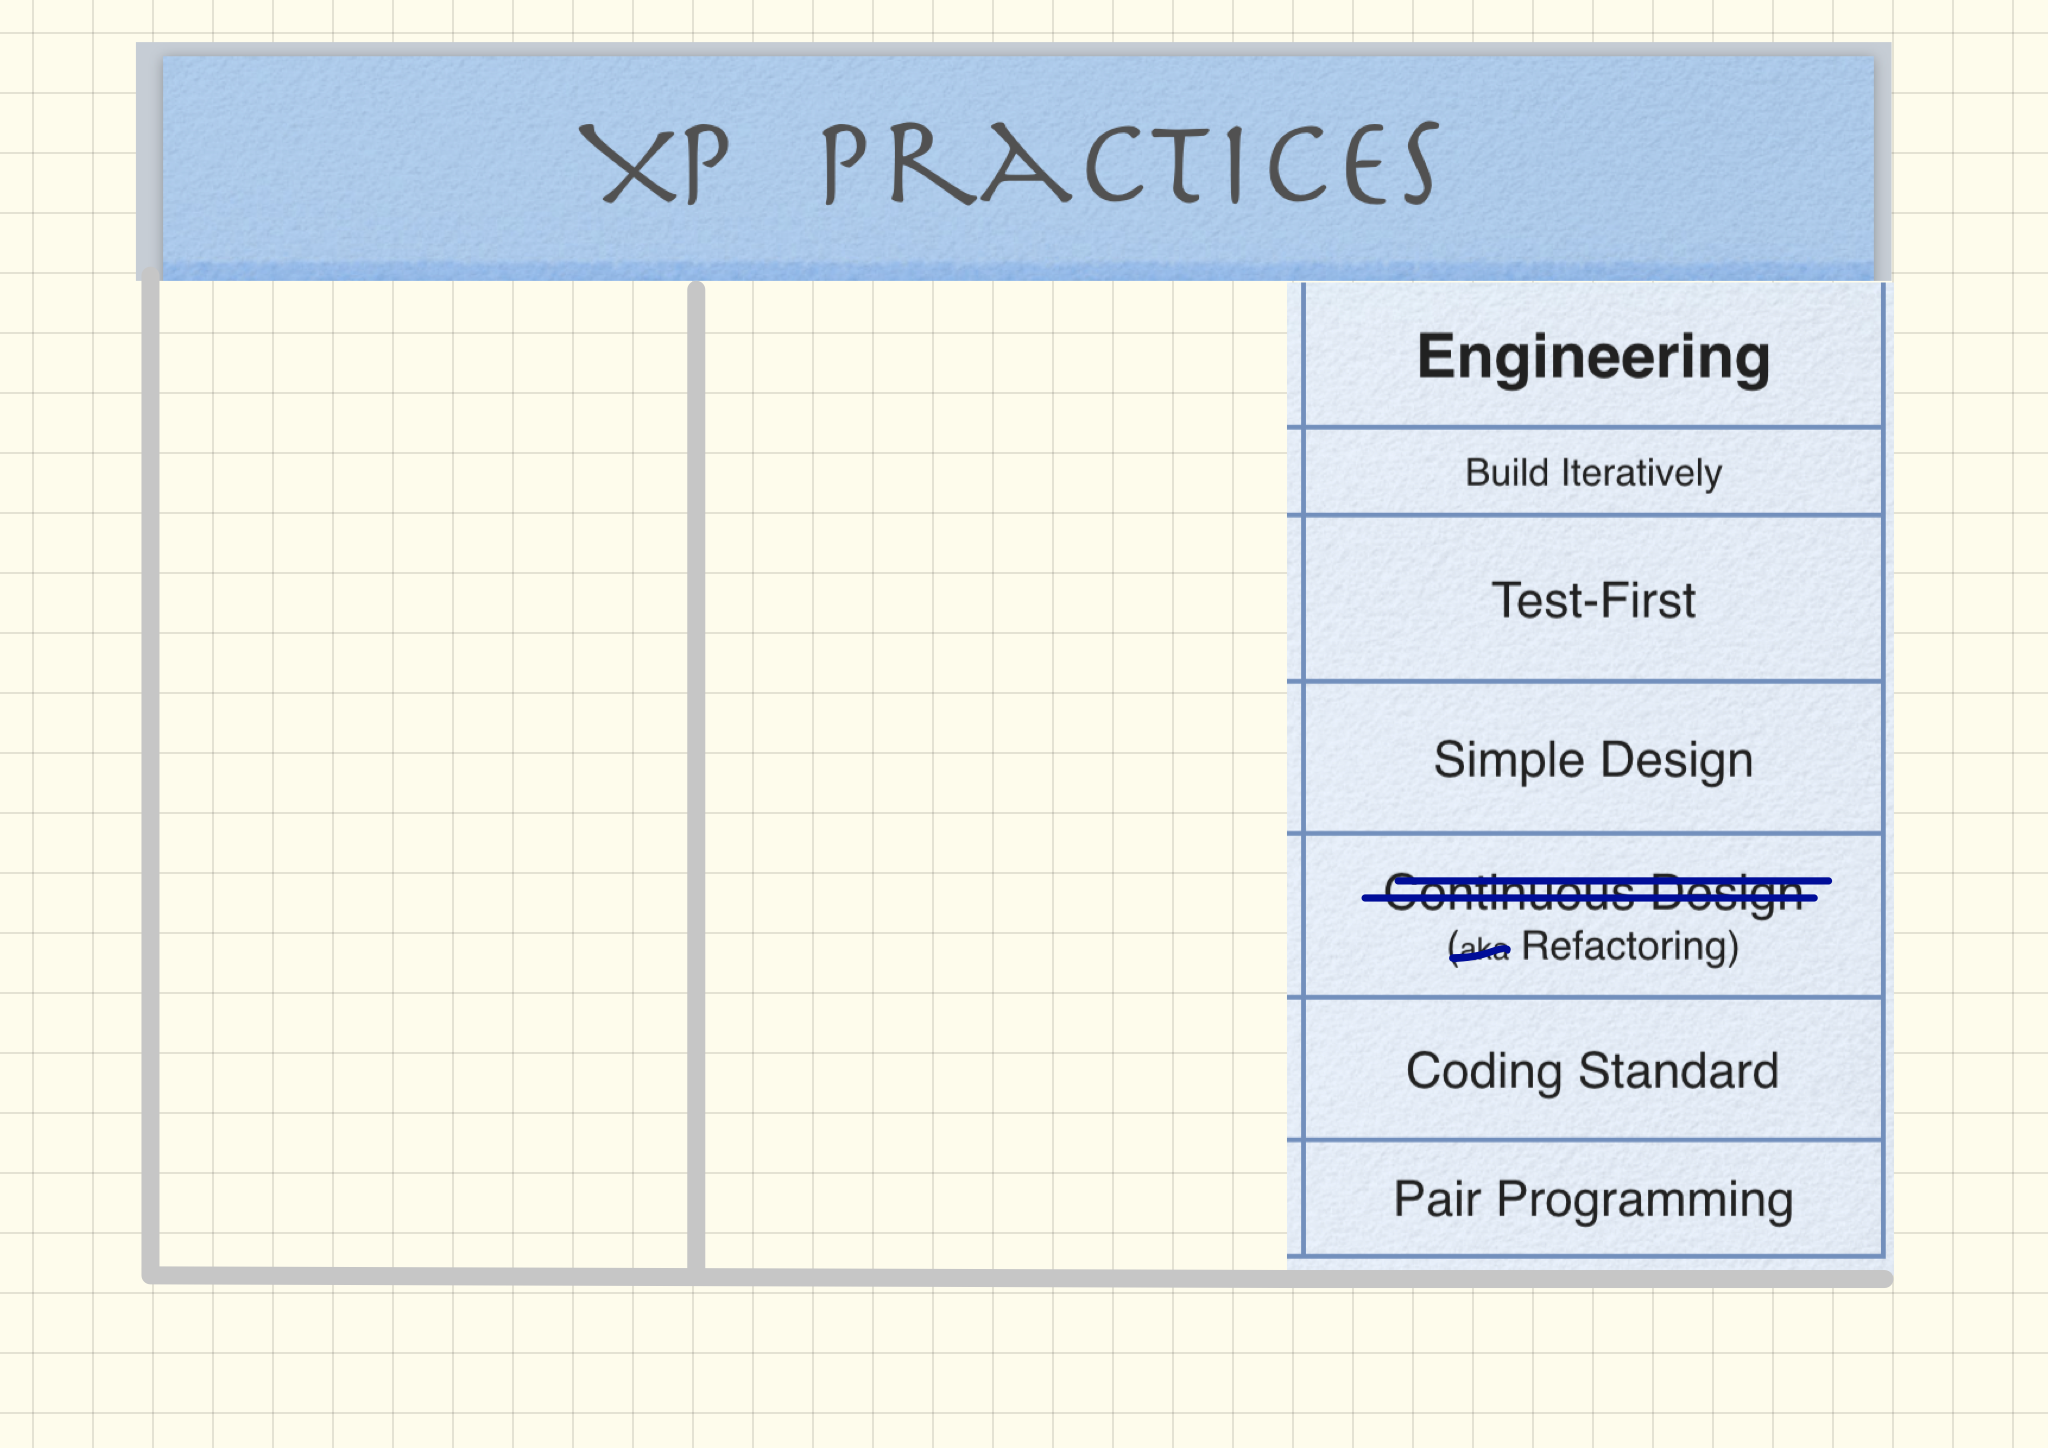 XP PRACTICES
Engineering
Build Iteratively
Test-First
Simple Design
Continuous Design
(aka Refactoring)
Coding Standard
Pair Programming